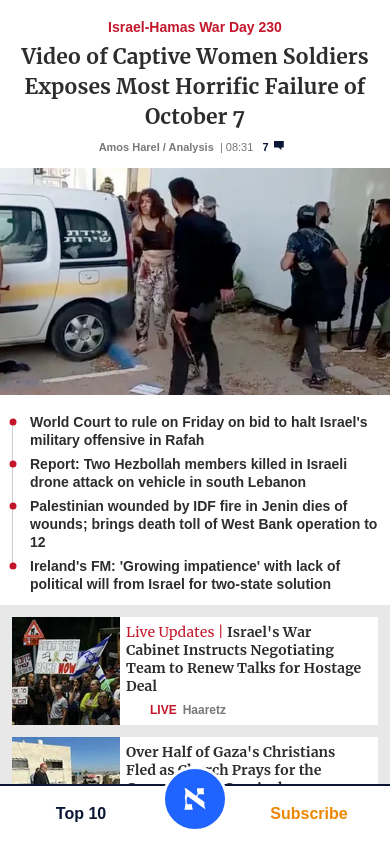 Israel-Hamas War Day 230
Video of Captive Women Soldiers
Exposes Most Horrific Failure of
October 7
Amos Harel / Analysis | 08:31 7
ניידת
שירות
World Court to rule on Friday on bid to halt Israel's
military offensive in Rafah
Report: Two Hezbollah members killed in Israeli
drone attack on vehicle in south Lebanon
Palestinian wounded by IDF fire in Jenin dies of
wounds; brings death toll of West Bank operation to
12
Ireland's FM: 'Growing impatience' with lack of
political will from Israel for two-state solution
THEM
NOW
Live Updates | Israel's War
Cabinet Instructs Negotiating
Team to Renew Talks for Hostage
Deal
LIVE Haaretz
Over Half of Gaza's Christians
Fled as Church Prays for the
Top 10
Subscribe